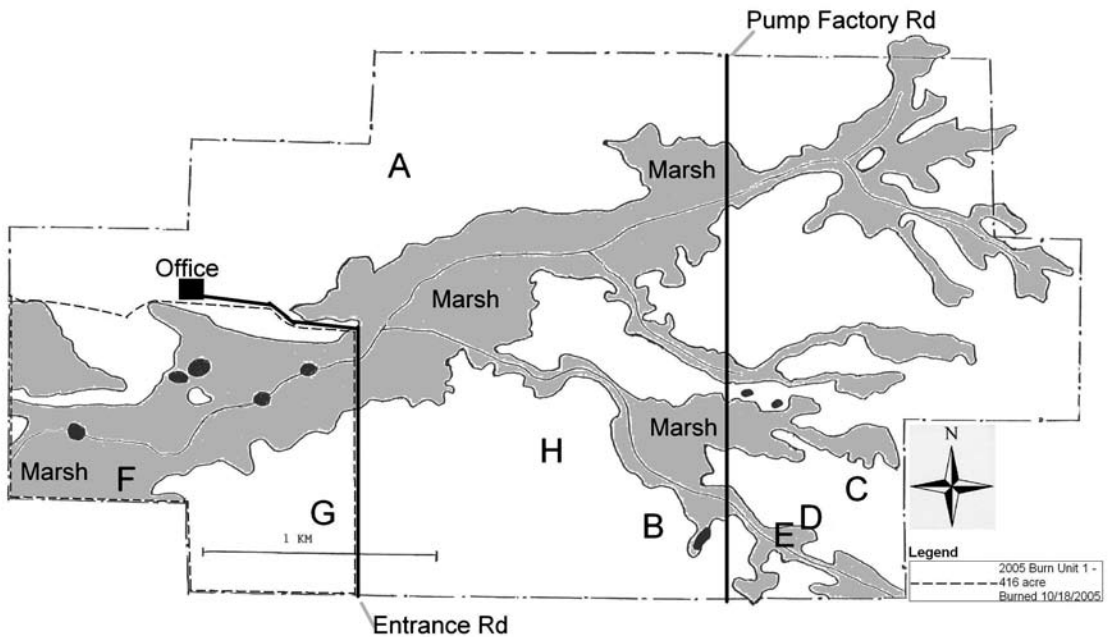 Pump Factory Rd
A
Marsh
Office
Marsh
Marsh
H
C
Marsh
F
G
B
D
E
1 KM
N
Legend
2005 Burn Unit 1 -
416 acre
Burned 10/18/2005
Entrance Rd